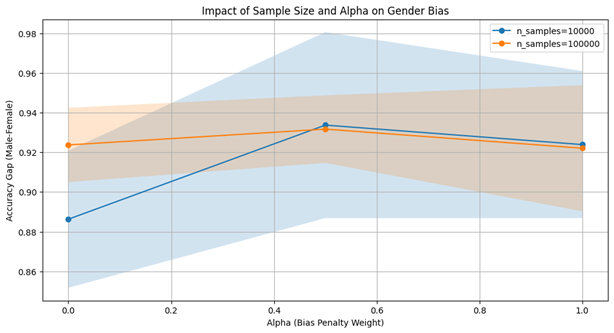 Impact of Sample Size and Alpha on Gender Bias
n_samples=10000
n_samples=100000
Accuracy Gap (Male-Female)
0.98
0.96
0.94
0.92
0.90
0.88
0.86
0.0 0.2 0.4 0.6 0.8 1.0
Alpha (Bias Penalty Weight)